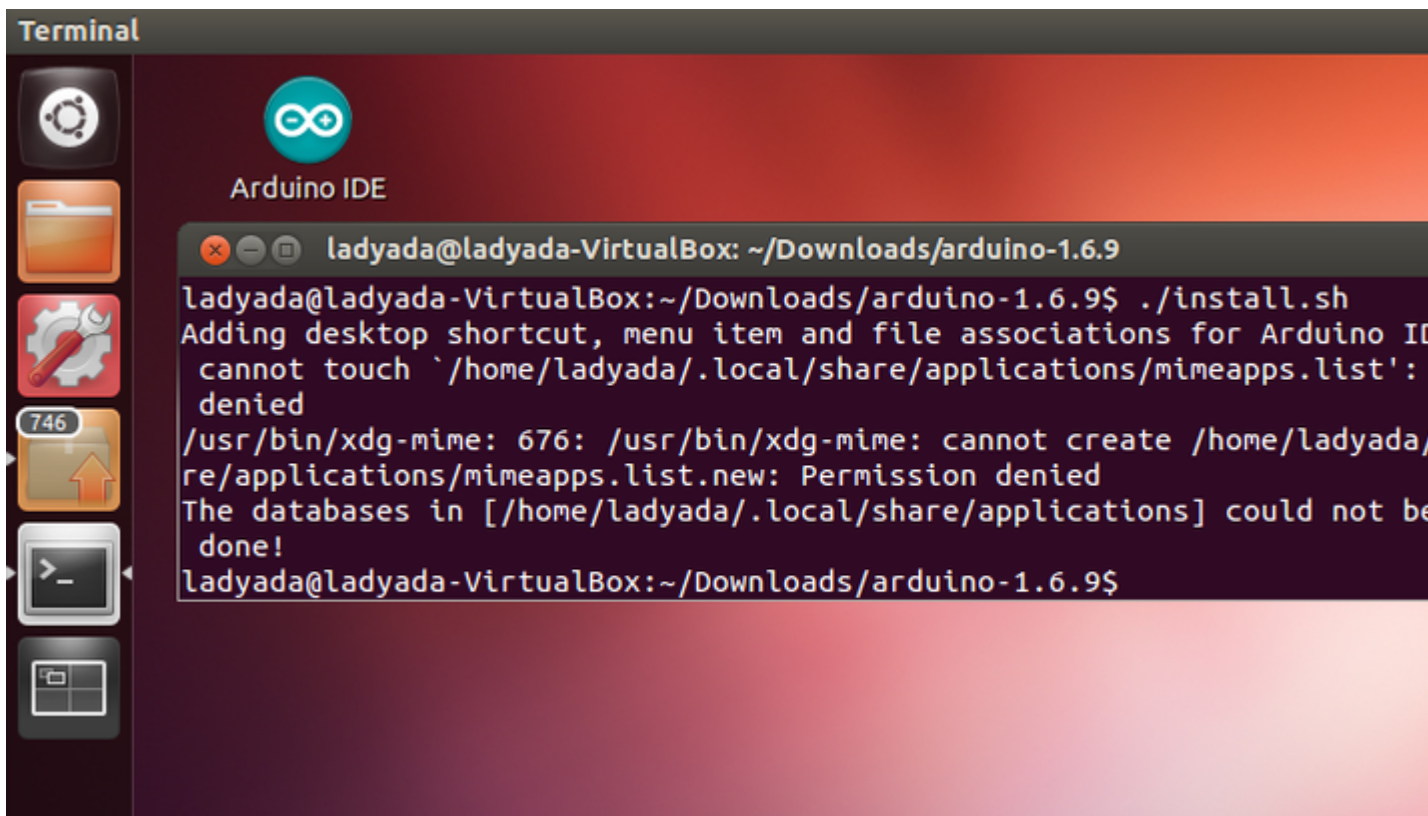 Terminal
Arduino IDE
746
ladyada@ladyada-VirtualBox: ~/Downloads/arduino-1.6.9
ladyada@ladyada-VirtualBox:~/Downloads/arduino-1.6.9$ ./install.sh
Adding desktop shortcut, menu item and file associations for Arduino
cannot touch `/home/ladyada/.local/share/applications/mimeapps.list':
denied
/usr/bin/xdg-mime: 676: /usr/bin/xdg-mime: cannot create /home/ladyada/
re/applications/mimeapps.list.new: Permission denied
The databases in [/home/ladyada/.local/share/applications] could not be
done!
ladyada@ladyada-VirtualBox:~/Downloads/arduino-1.6.9$